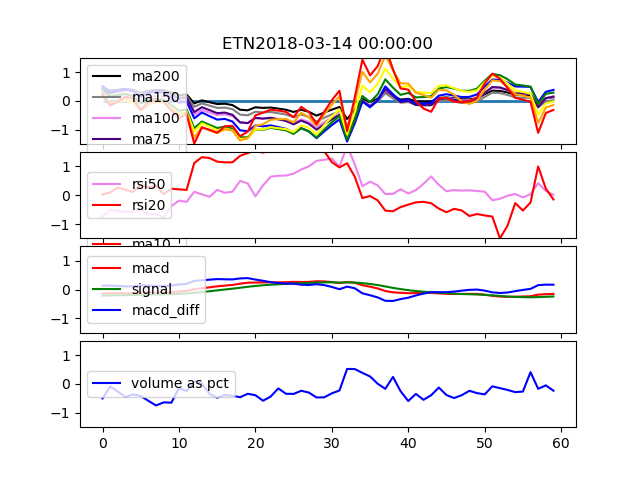 ETN2018-03-14 00:00:00
1
0
−1
ma200
ma150
ma100
ma75
1
0
−1
rsi50
rsi20
ma10
1
0
−1
macd
signal
macd_diff
1
0
−1
volume as pct
0 10 20 30 40 50 60